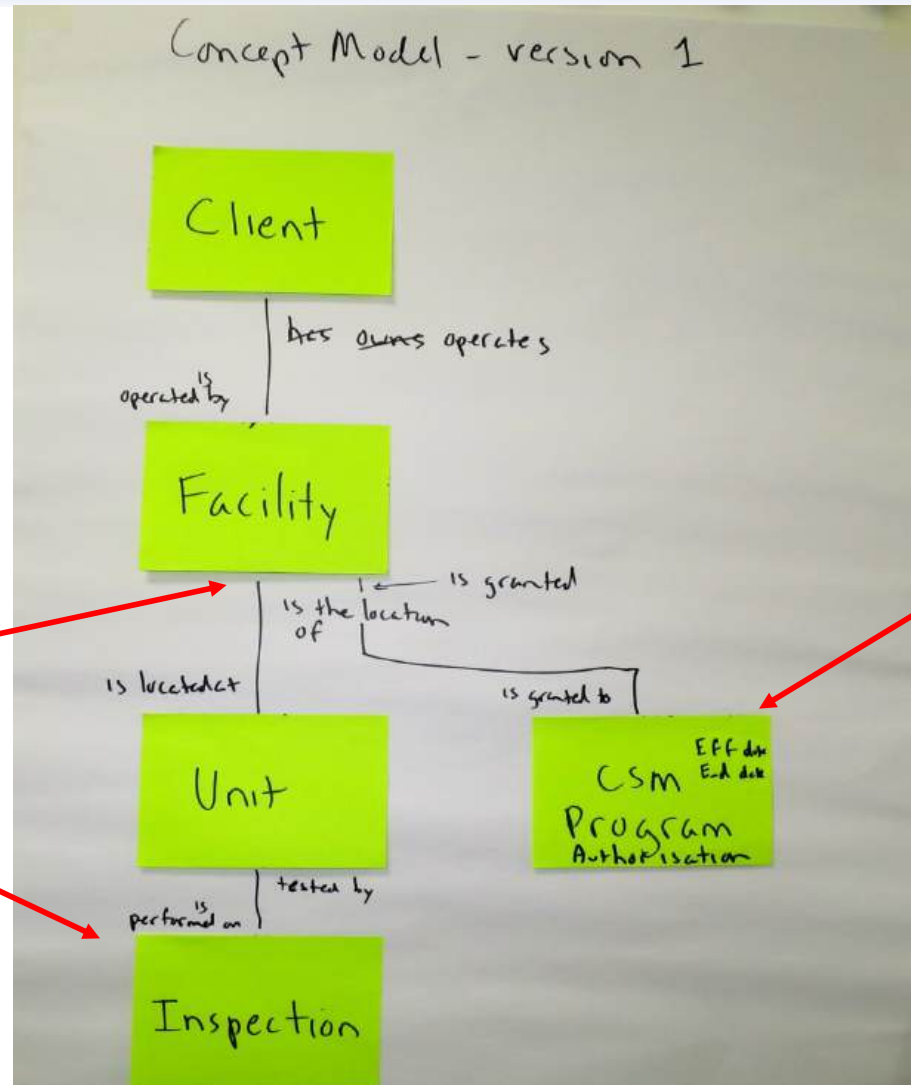 Concept Model - version 1
Client
has owns operates
is
operated by
Facility
is granted
is the location
of
is located at
is granted to
Unit
Eff date
End date
CSM
Program
Authorisation
tested by
is
performed on
Inspection